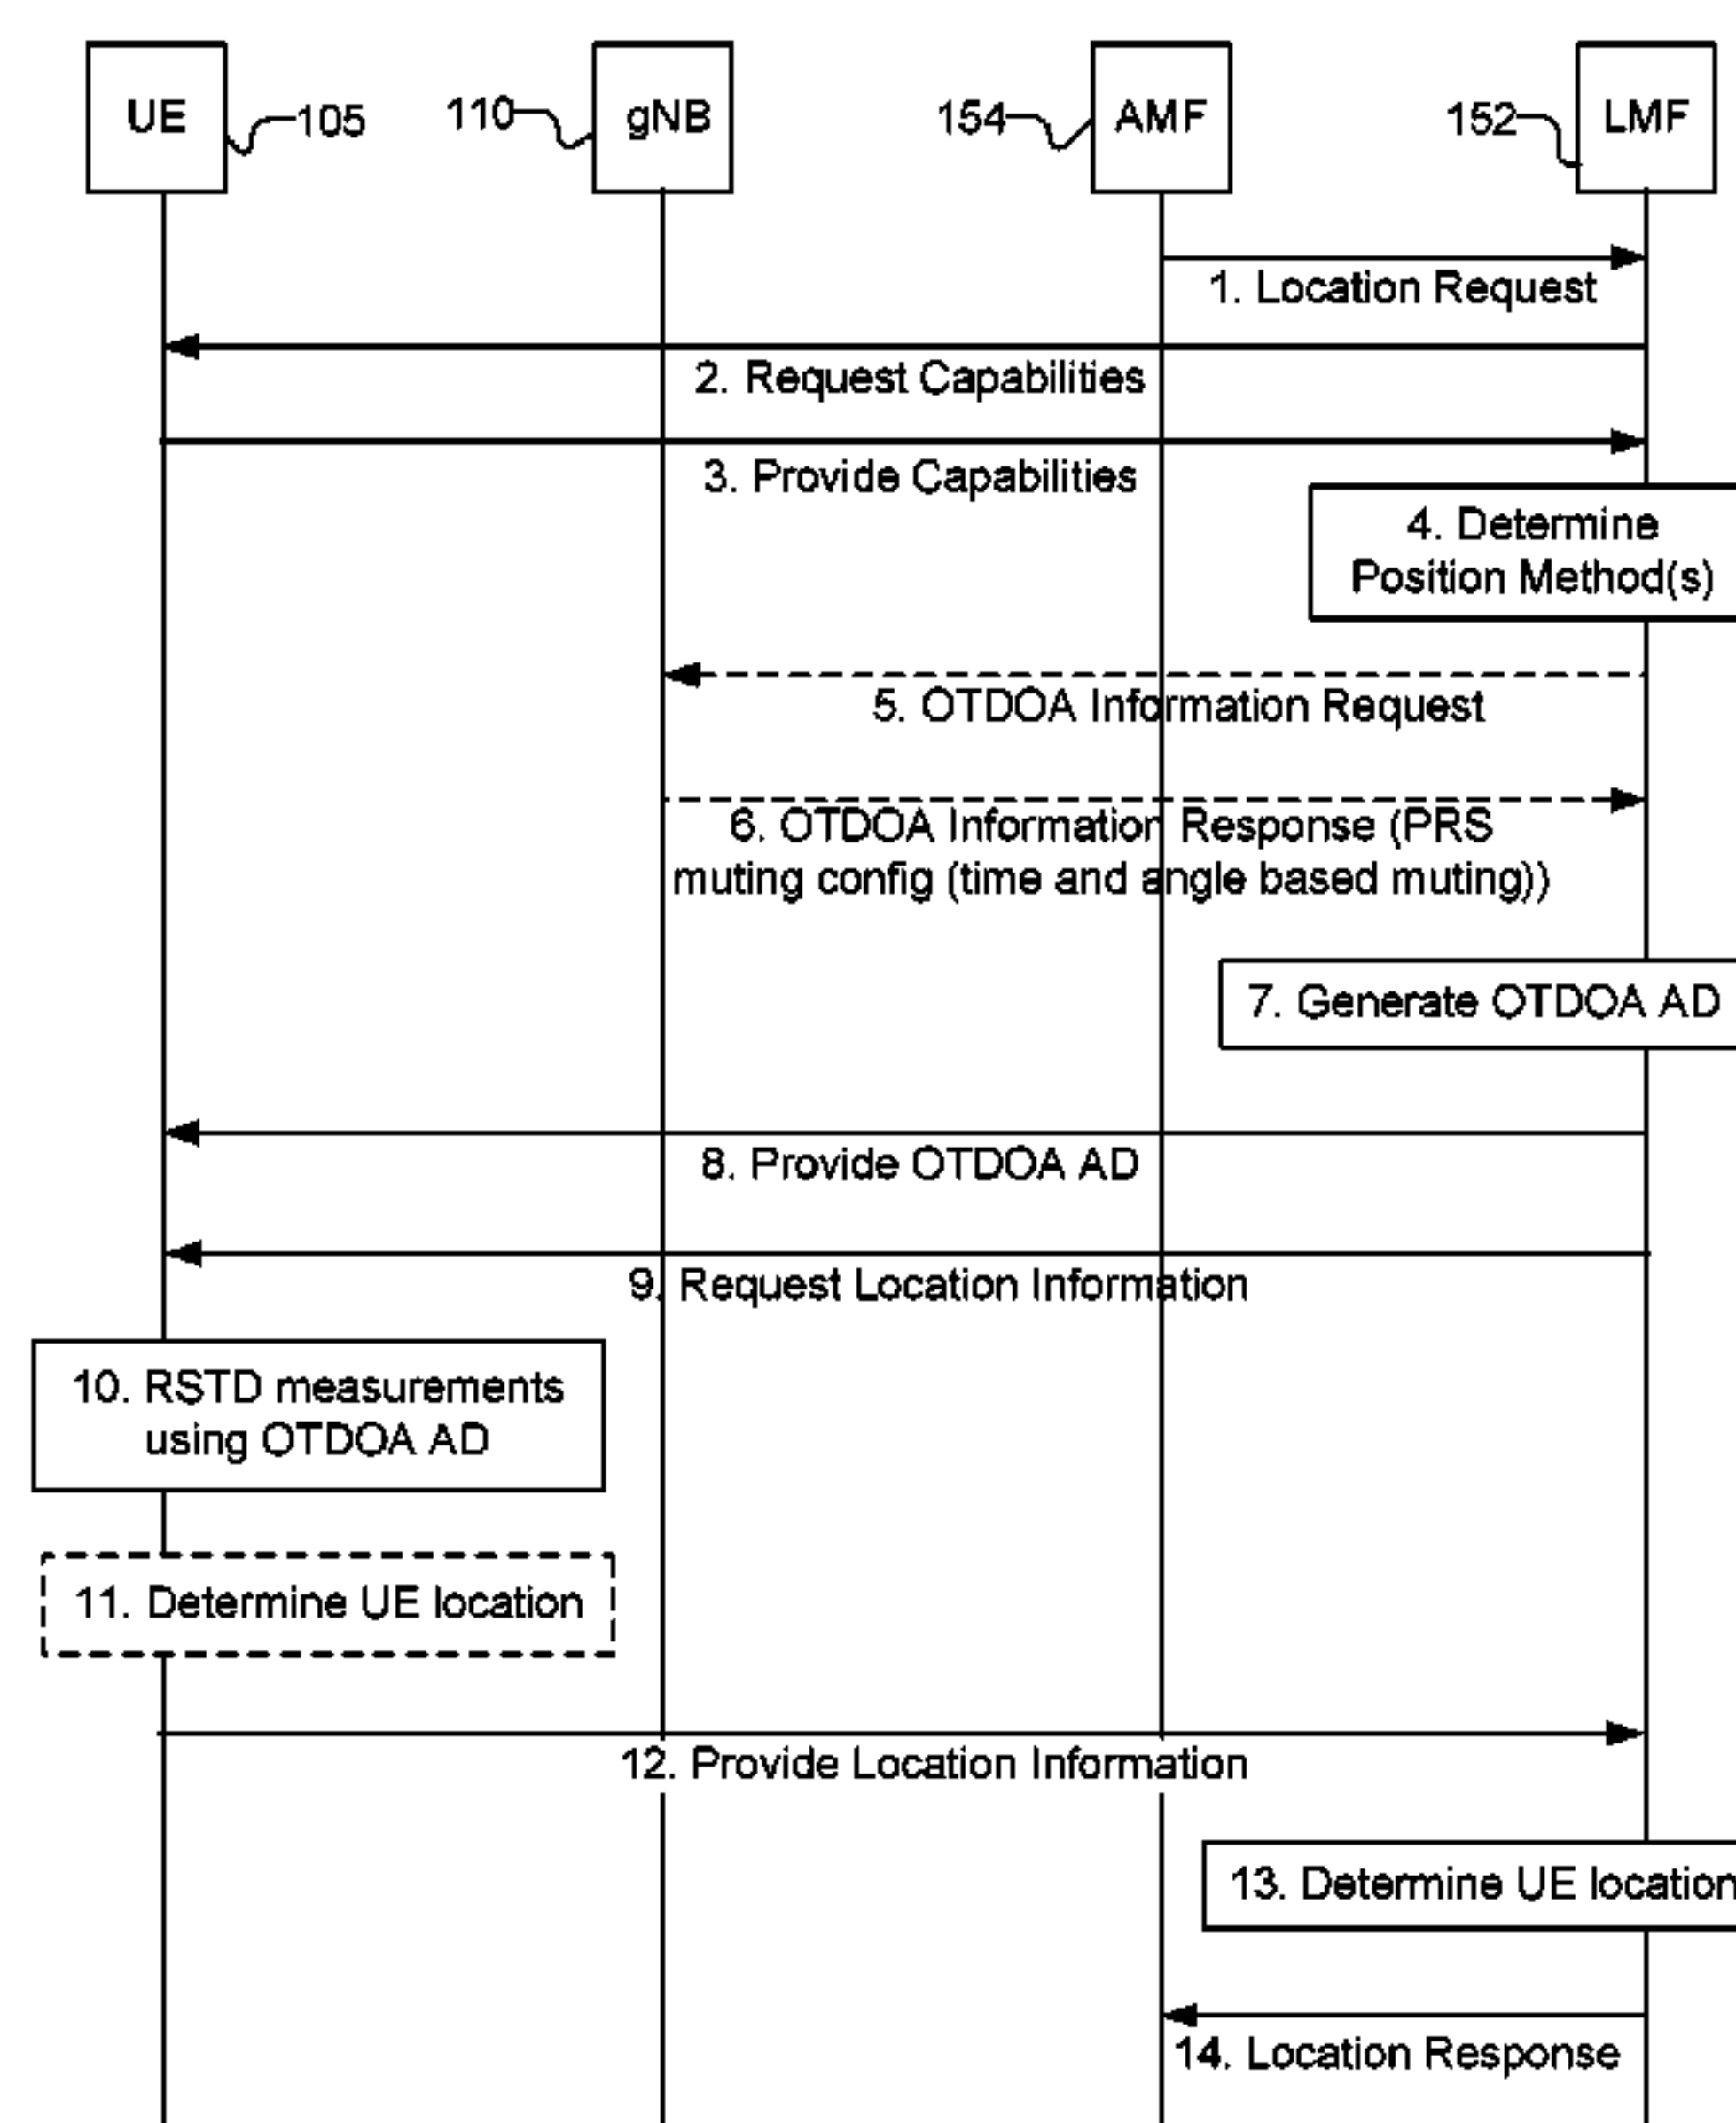 UE
105
110
gNB
154
AMF
152
LMF
1. Location Request
2. Request Capabilities
3. Provide Capabilities
4. Determine
Position Method(s)
5. OTDOA Information Request
6. OTDOA Information Response (PRS
muting config (time and angle based muting))
7. Generate OTDOA AD
8. Provide OTDOA AD
9. Request Location Information
10. RSTD measurements
using OTDOA AD
11. Determine UE location
12. Provide Location Information
13. Determine UE location
14. Location Response